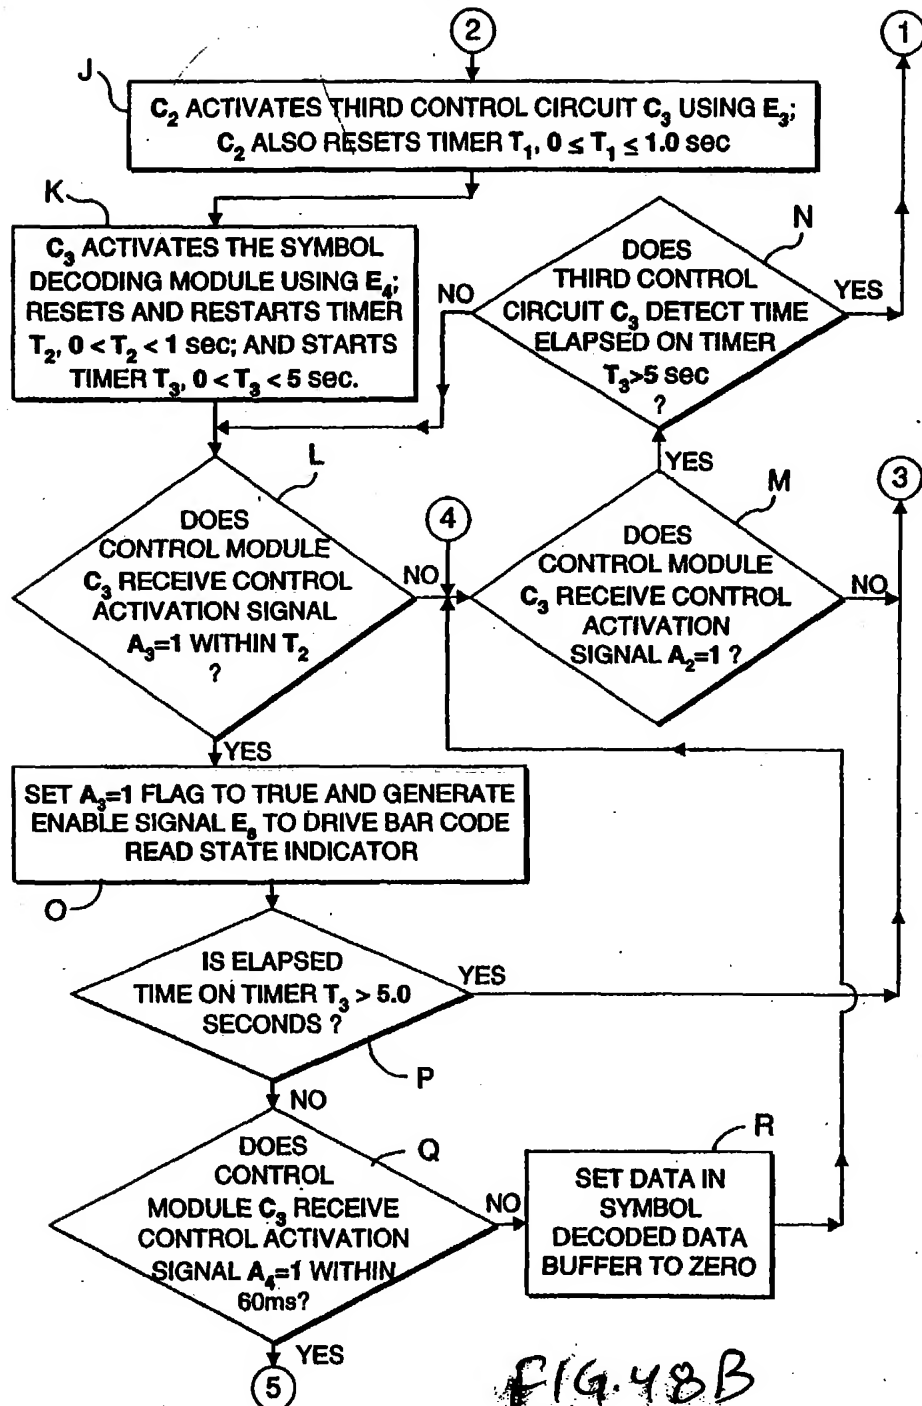 2
1
J
C₂ ACTIVATES THIRD CONTROL CIRCUIT C₃ USING E₃;
C₂ ALSO RESETS TIMER T₁, 0 ≤ T₁ ≤ 1.0 sec
K
C₃ ACTIVATES THE SYMBOL
DECODING MODULE USING E₄;
RESETS AND RESTARTS TIMER
T₂, 0 < T₂ < 1 sec; AND STARTS
TIMER T₃, 0 < T₃ < 5 sec.
N
DOES
THIRD CONTROL
CIRCUIT C₃ DETECT TIME
ELAPSED ON TIMER
T₃>5 sec
?
NO
YES
L
DOES
CONTROL MODULE
C₃ RECEIVE CONTROL
ACTIVATION SIGNAL
A₃=1 WITHIN T₂
?
NO
4
YES
M
DOES
CONTROL MODULE
C₃ RECEIVE CONTROL
ACTIVATION
SIGNAL A₂=1 ?
NO
3
YES
SET A₃=1 FLAG TO TRUE AND GENERATE
ENABLE SIGNAL E₈ TO DRIVE BAR CODE
READ STATE INDICATOR
O
IS ELAPSED
TIME ON TIMER T₃ > 5.0
SECONDS ?
YES
P
NO
Q
DOES
CONTROL
MODULE C₃ RECEIVE
CONTROL ACTIVATION
SIGNAL A₄=1 WITHIN
60ms?
NO
R
SET DATA IN
SYMBOL
DECODED DATA
BUFFER TO ZERO
YES
5
FIG. 48B